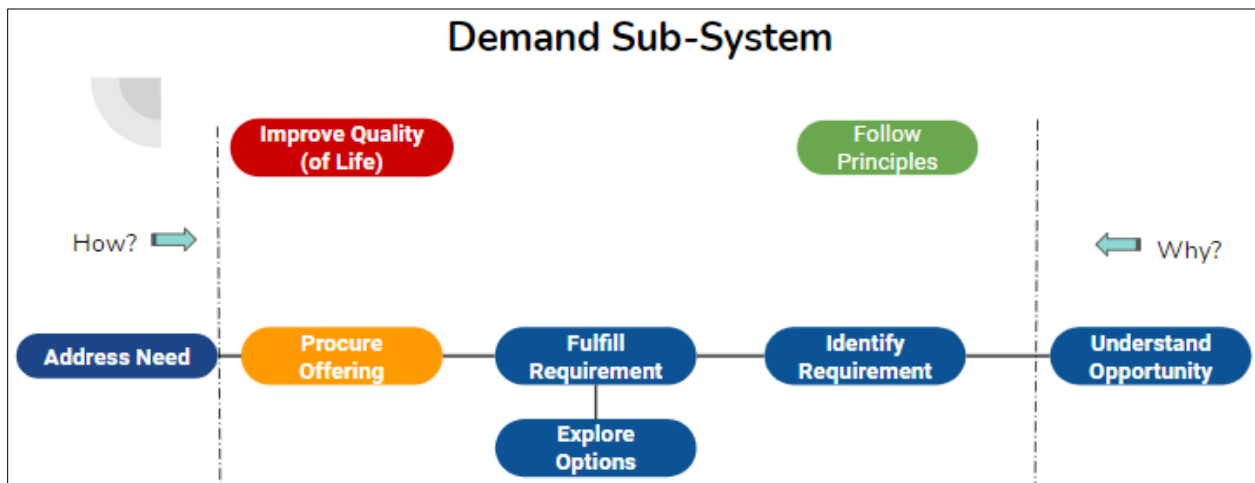 Demand Sub-System
Improve Quality
(of Life)
Follow
Principles
How?
Why?
Address Need
Procure
Offering
Fulfill
Requirement
Identify
Requirement
Understand
Opportunity
Explore
Options